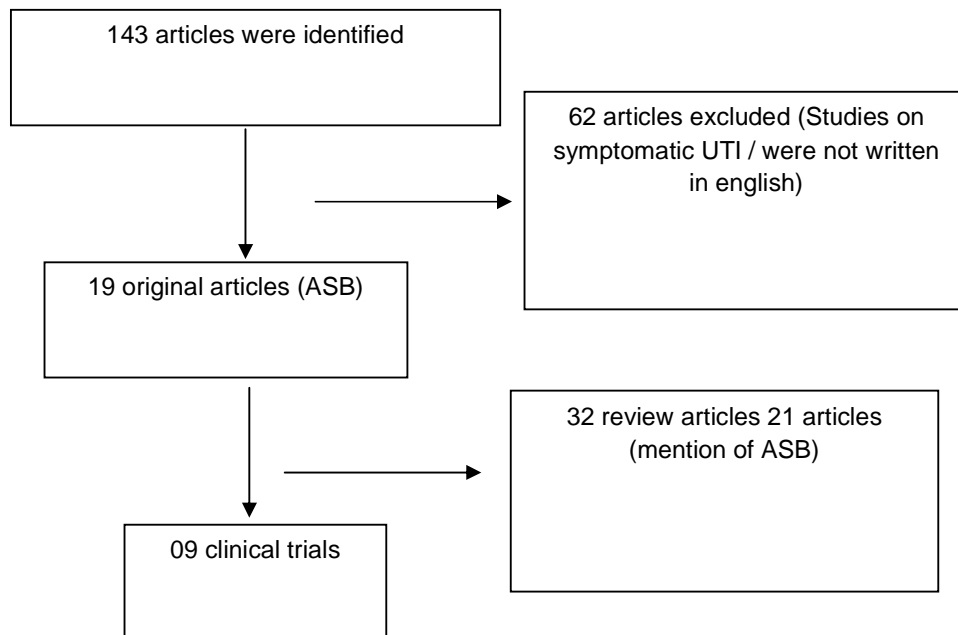 143 articles were identified
62 articles excluded (Studies on
symptomatic UTI / were not written
in english)
19 original articles (ASB)
32 review articles 21 articles
(mention of ASB)
09 clinical trials